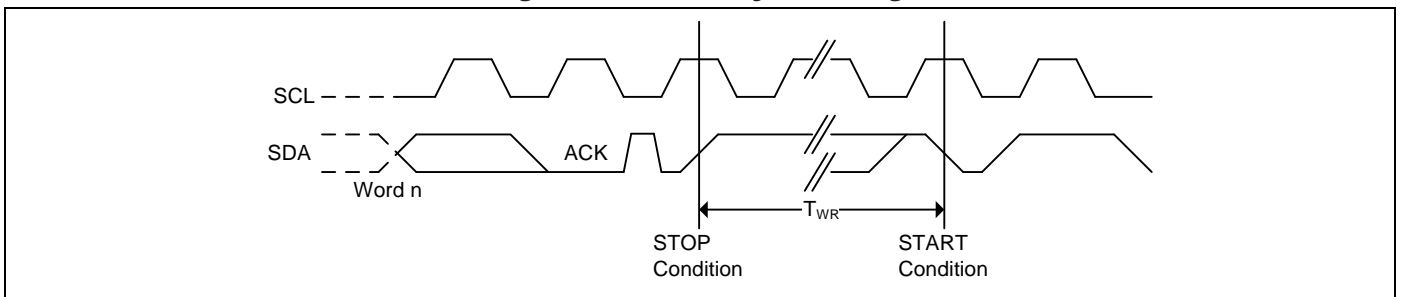 SCL
SDA
ACK
Word n
TWR
STOP
Condition
START
Condition